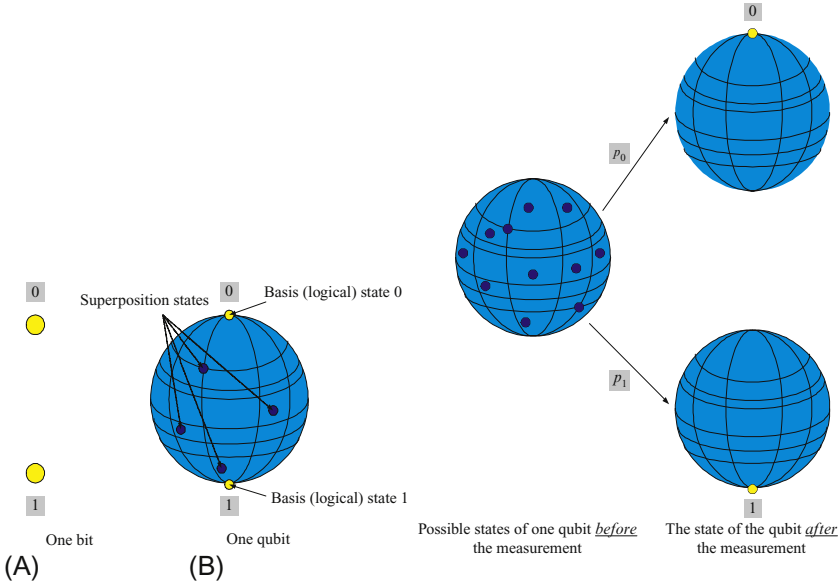 0
Superposition states
0
Basis (logical) state 0
1
1
Basis (logical) state 1
One bit
One qubit
(A)
(B)
0
p0
p1
1
Possible states of one qubit before
the measurement
The state of the qubit after
the measurement